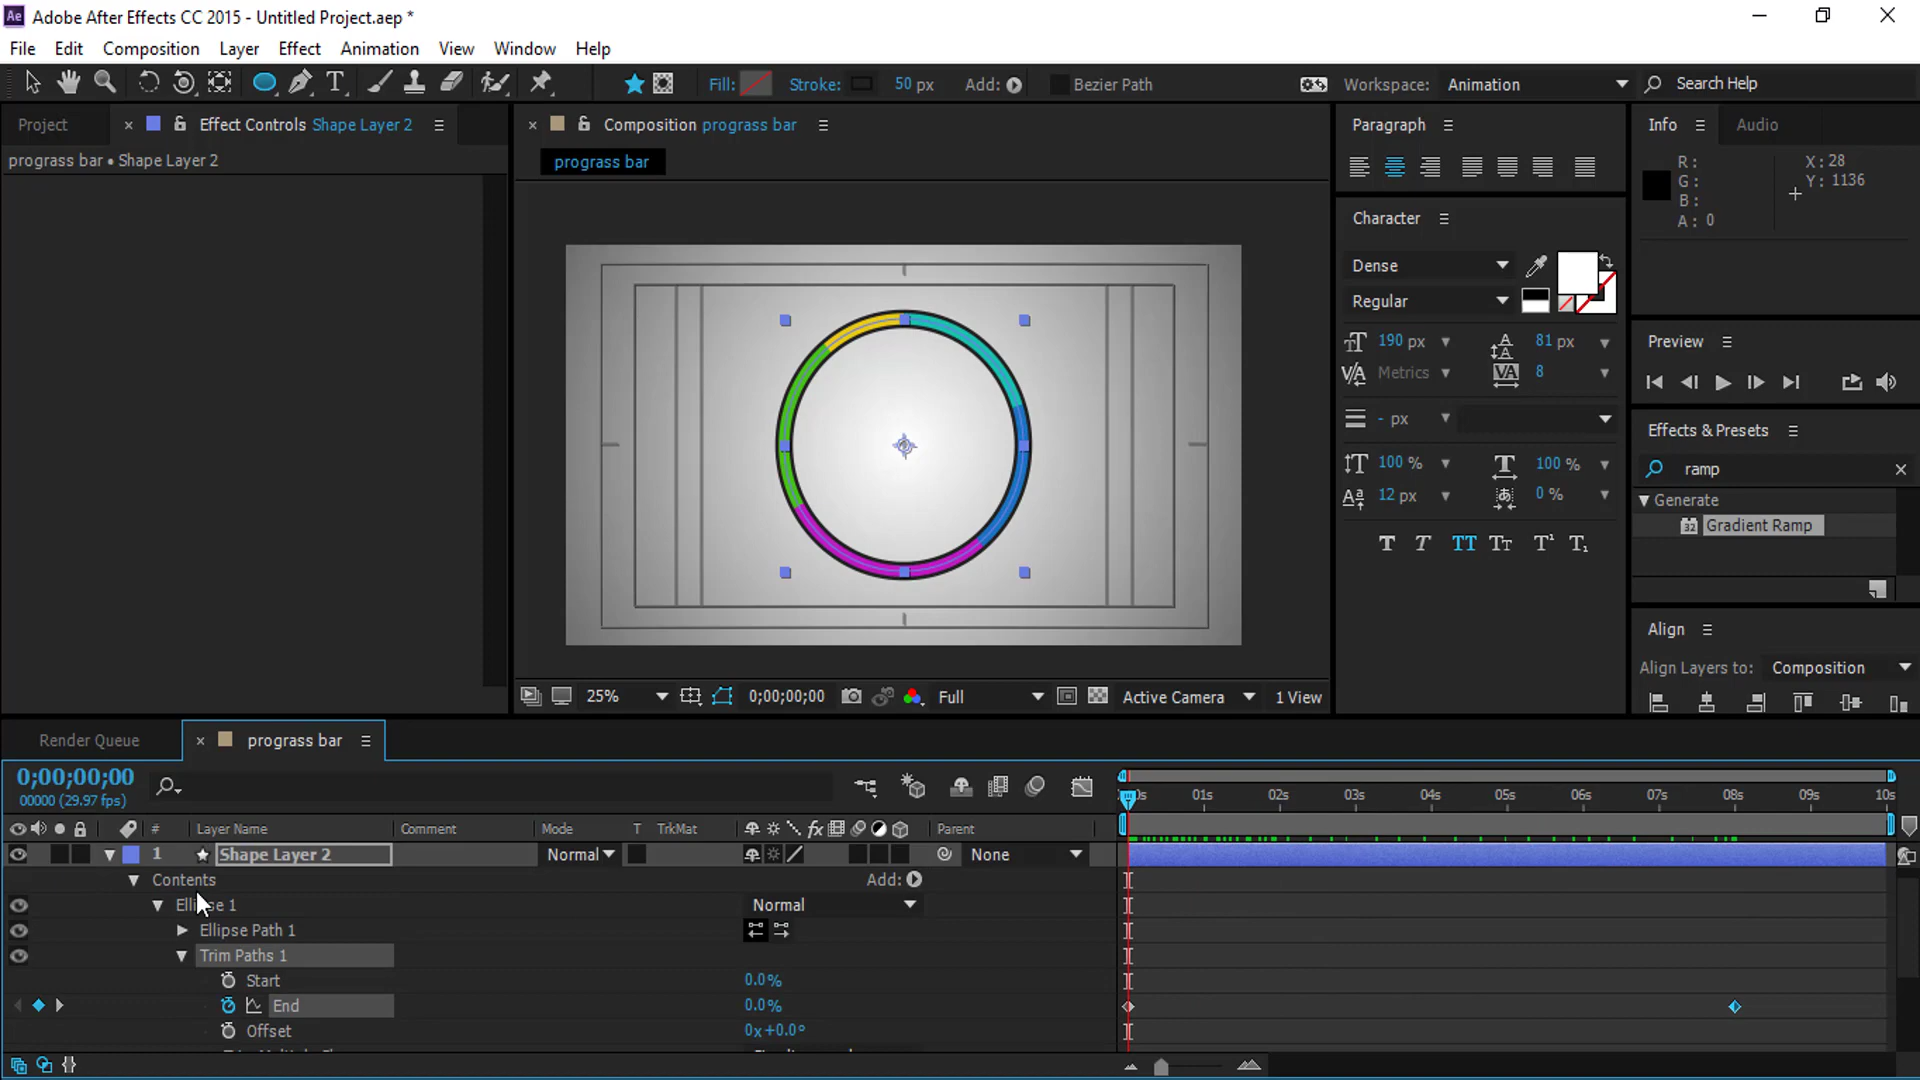 Ae Adobe After Effects CC 2015 - Untitled Project.aep *
File Edit Composition Layer Effect Animation View Window Help
Fill: Stroke: 50 px Add: Bezier Path Workspace: Animation Search Help
Project × Effect Controls Shape Layer 2 × Composition prograss bar Paragraph Info Audio
prograss bar • Shape Layer 2 prograss bar
R: X: 28
G: Y: 1136
B:
A: 0
Character
Dense
Regular
190 px 81 px
Metrics 8
- px
100 % 100 %
12 px 0 %
T T TT Tt T¹ T₁
Preview
Effects & Presets
ramp ×
Generate
32 Gradient Ramp
Align
Align Layers to: Composition
25% 0;00;00;00 Full Active Camera 1 View
Render Queue × prograss bar
0;00;00;00
00000 (29.97 fps)
01s 02s 03s 04s 05s 06s 07s 08s 09s 10s
# Layer Name Comment Mode T TrkMat fx Parent
1 Shape Layer 2 Normal None
Contents Add:
Ellipse 1 Normal
Ellipse Path 1
Trim Paths 1
Start 0.0%
End 0.0%
Offset 0x+0.0°